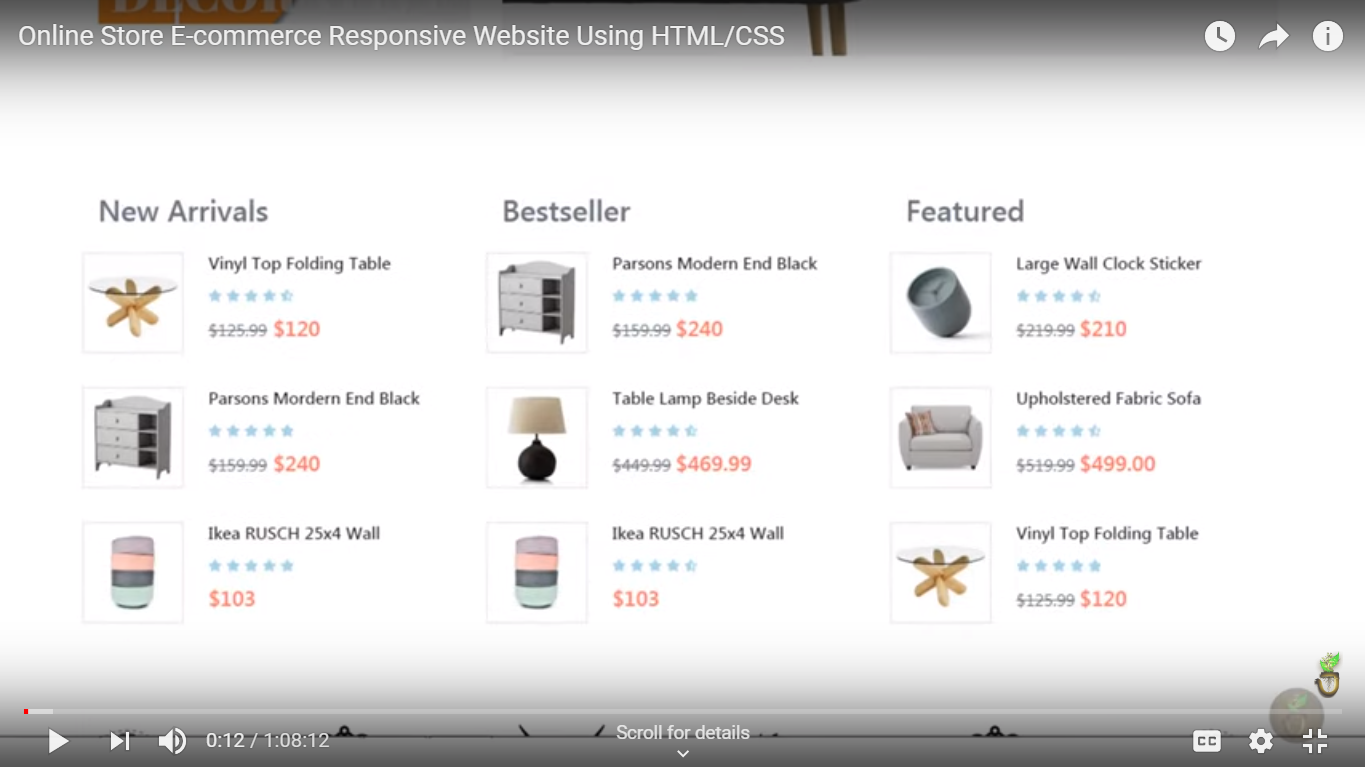 Online Store E-commerce Responsive Website Using HTML/CSS
New Arrivals
Vinyl Top Folding Table
$125.99 $120
Parsons Mordern End Black
$159.99 $240
Ikea RUSCH 25x4 Wall
$103
Bestseller
Parsons Modern End Black
$159.99 $240
Table Lamp Beside Desk
$449.99 $469.99
Ikea RUSCH 25x4 Wall
$103
Featured
Large Wall Clock Sticker
$219.99 $210
Upholstered Fabric Sofa
$519.99 $499.00
Vinyl Top Folding Table
$125.99 $120
Scroll for details
0:12 / 1:08:12
CC